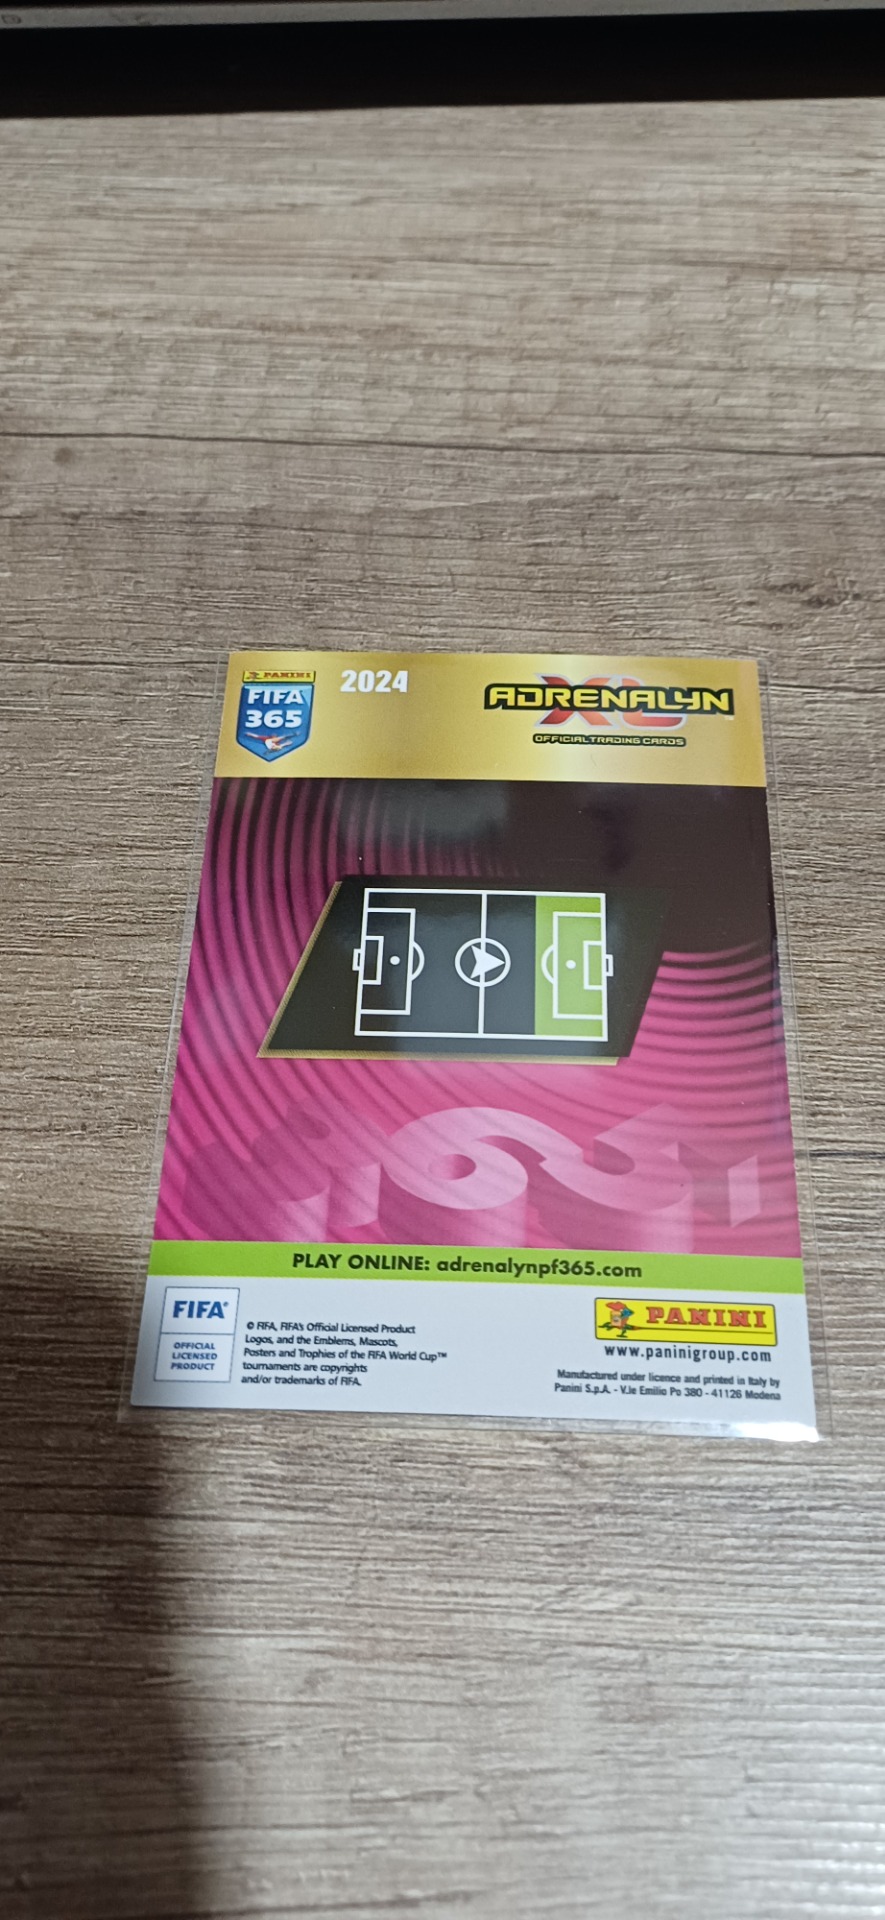 PANINI
FIFA
365
2024
ADRENALYN
XL
OFFICIAL TRADING CARDS
365
PLAY ONLINE: adrenalynpf365.com
FIFA®
OFFICIAL
LICENSED
PRODUCT
© FIFA, FIFA's Official Licensed Product
Logos, and the Emblems, Mascots,
Posters and Trophies of the FIFA World Cup™
tournaments are copyrights
and/or trademarks of FIFA.
PANINI
www.paninigroup.com
Manufactured under licence and printed in Italy by
Panini S.p.A. - V.le Emilio Po 380 - 41126 Modena